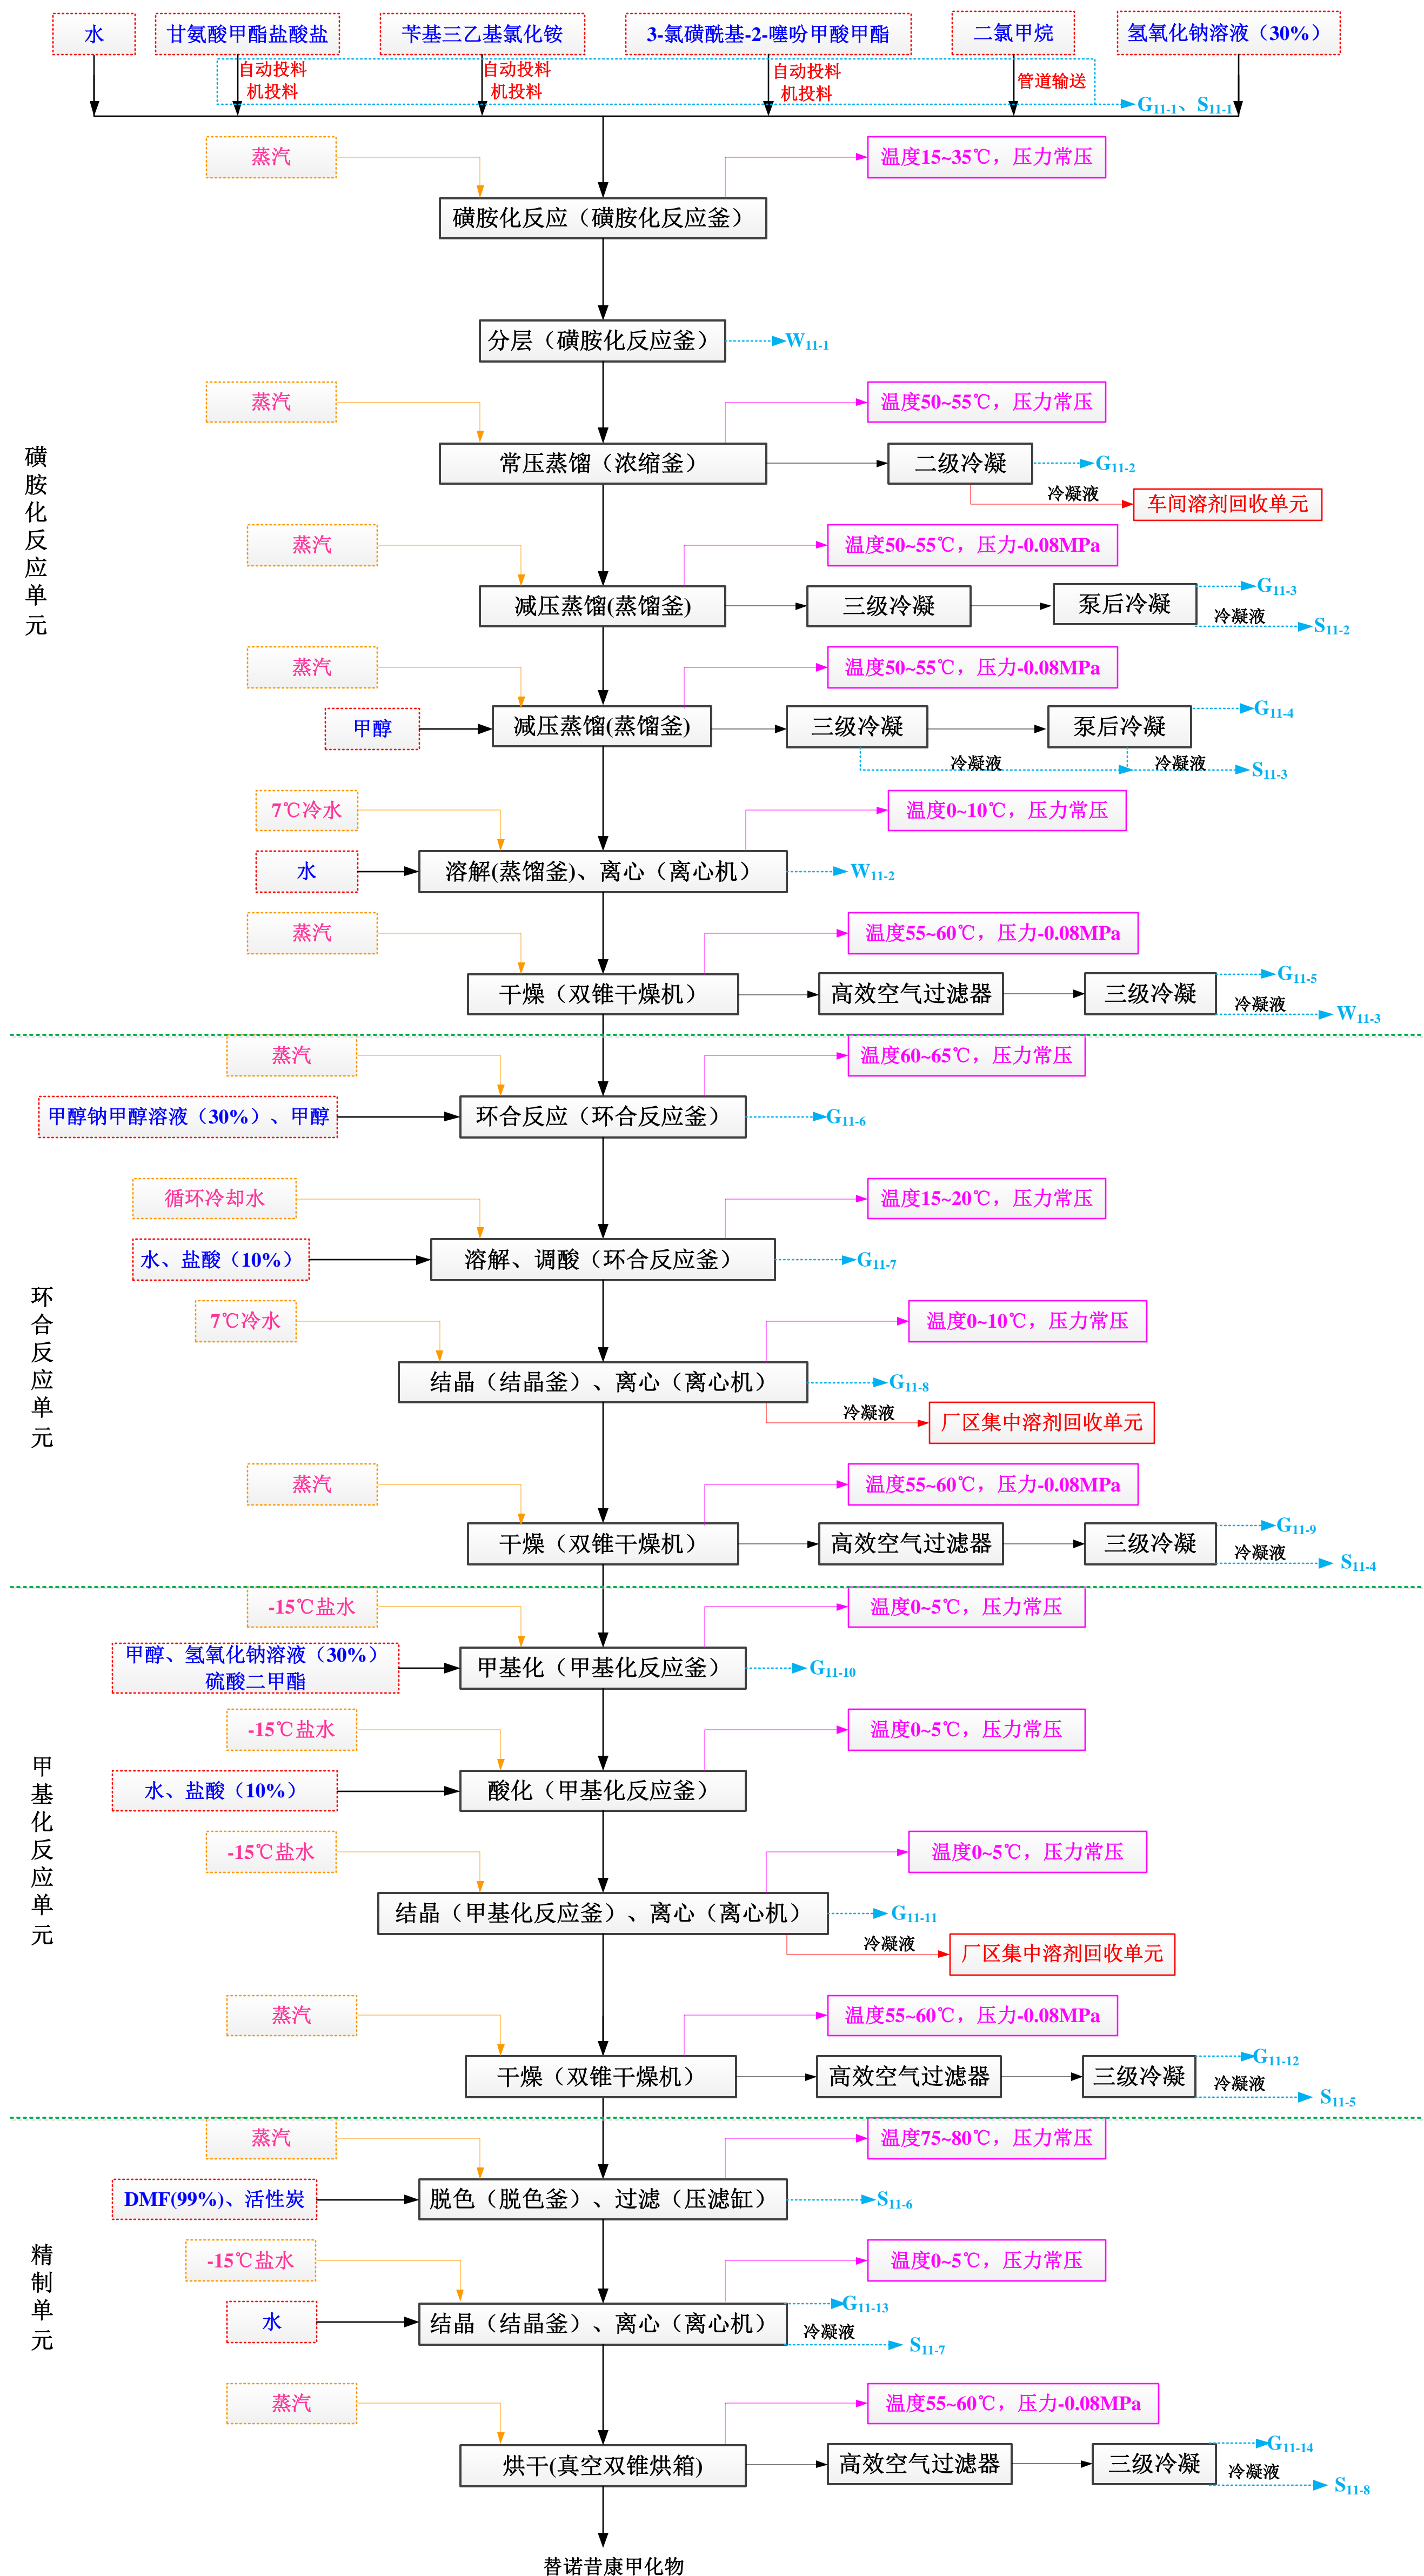 水
甘氨酸甲酯盐酸盐
苄基三乙基氯化铵
3-氯磺酰基-2-噻吩甲酸甲酯
二氯甲烷
氢氧化钠溶液（30%）
自动投料
机投料
自动投料
机投料
自动投料
机投料
管道输送
G11-1、S11-1
蒸汽
温度15~35℃，压力常压
磺胺化反应（磺胺化反应釜）
分层（磺胺化反应釜）
W11-1
磺胺化反应单元
蒸汽
温度50~55℃，压力常压
常压蒸馏（浓缩釜）
二级冷凝
G11-2
冷凝液
车间溶剂回收单元
蒸汽
温度50~55℃，压力-0.08MPa
减压蒸馏(蒸馏釜)
三级冷凝
泵后冷凝
G11-3
冷凝液
S11-2
蒸汽
温度50~55℃，压力-0.08MPa
甲醇
减压蒸馏(蒸馏釜)
三级冷凝
泵后冷凝
G11-4
冷凝液
冷凝液
S11-3
7℃冷水
温度0~10℃，压力常压
水
溶解(蒸馏釜)、离心（离心机）
W11-2
蒸汽
温度55~60℃，压力-0.08MPa
干燥（双锥干燥机）
高效空气过滤器
三级冷凝
G11-5
冷凝液
W11-3
蒸汽
温度60~65℃，压力常压
甲醇钠甲醇溶液（30%）、甲醇
环合反应（环合反应釜）
G11-6
环合反应单元
循环冷却水
温度15~20℃，压力常压
水、盐酸（10%）
溶解、调酸（环合反应釜）
G11-7
7℃冷水
温度0~10℃，压力常压
结晶（结晶釜）、离心（离心机）
G11-8
冷凝液
厂区集中溶剂回收单元
蒸汽
温度55~60℃，压力-0.08MPa
干燥（双锥干燥机）
高效空气过滤器
三级冷凝
G11-9
冷凝液
S11-4
-15℃盐水
温度0~5℃，压力常压
甲醇、氢氧化钠溶液（30%）
硫酸二甲酯
甲基化（甲基化反应釜）
G11-10
甲基化反应单元
-15℃盐水
温度0~5℃，压力常压
水、盐酸（10%）
酸化（甲基化反应釜）
-15℃盐水
温度0~5℃，压力常压
结晶（甲基化反应釜）、离心（离心机）
G11-11
冷凝液
厂区集中溶剂回收单元
蒸汽
温度55~60℃，压力-0.08MPa
干燥（双锥干燥机）
高效空气过滤器
三级冷凝
G11-12
冷凝液
S11-5
蒸汽
温度75~80℃，压力常压
DMF(99%)、活性炭
脱色（脱色釜）、过滤（压滤缸）
S11-6
精制单元
-15℃盐水
温度0~5℃，压力常压
水
结晶（结晶釜）、离心（离心机）
G11-13
冷凝液
S11-7
蒸汽
温度55~60℃，压力-0.08MPa
烘干(真空双锥烘箱)
高效空气过滤器
三级冷凝
G11-14
冷凝液
S11-8
替诺昔康甲化物